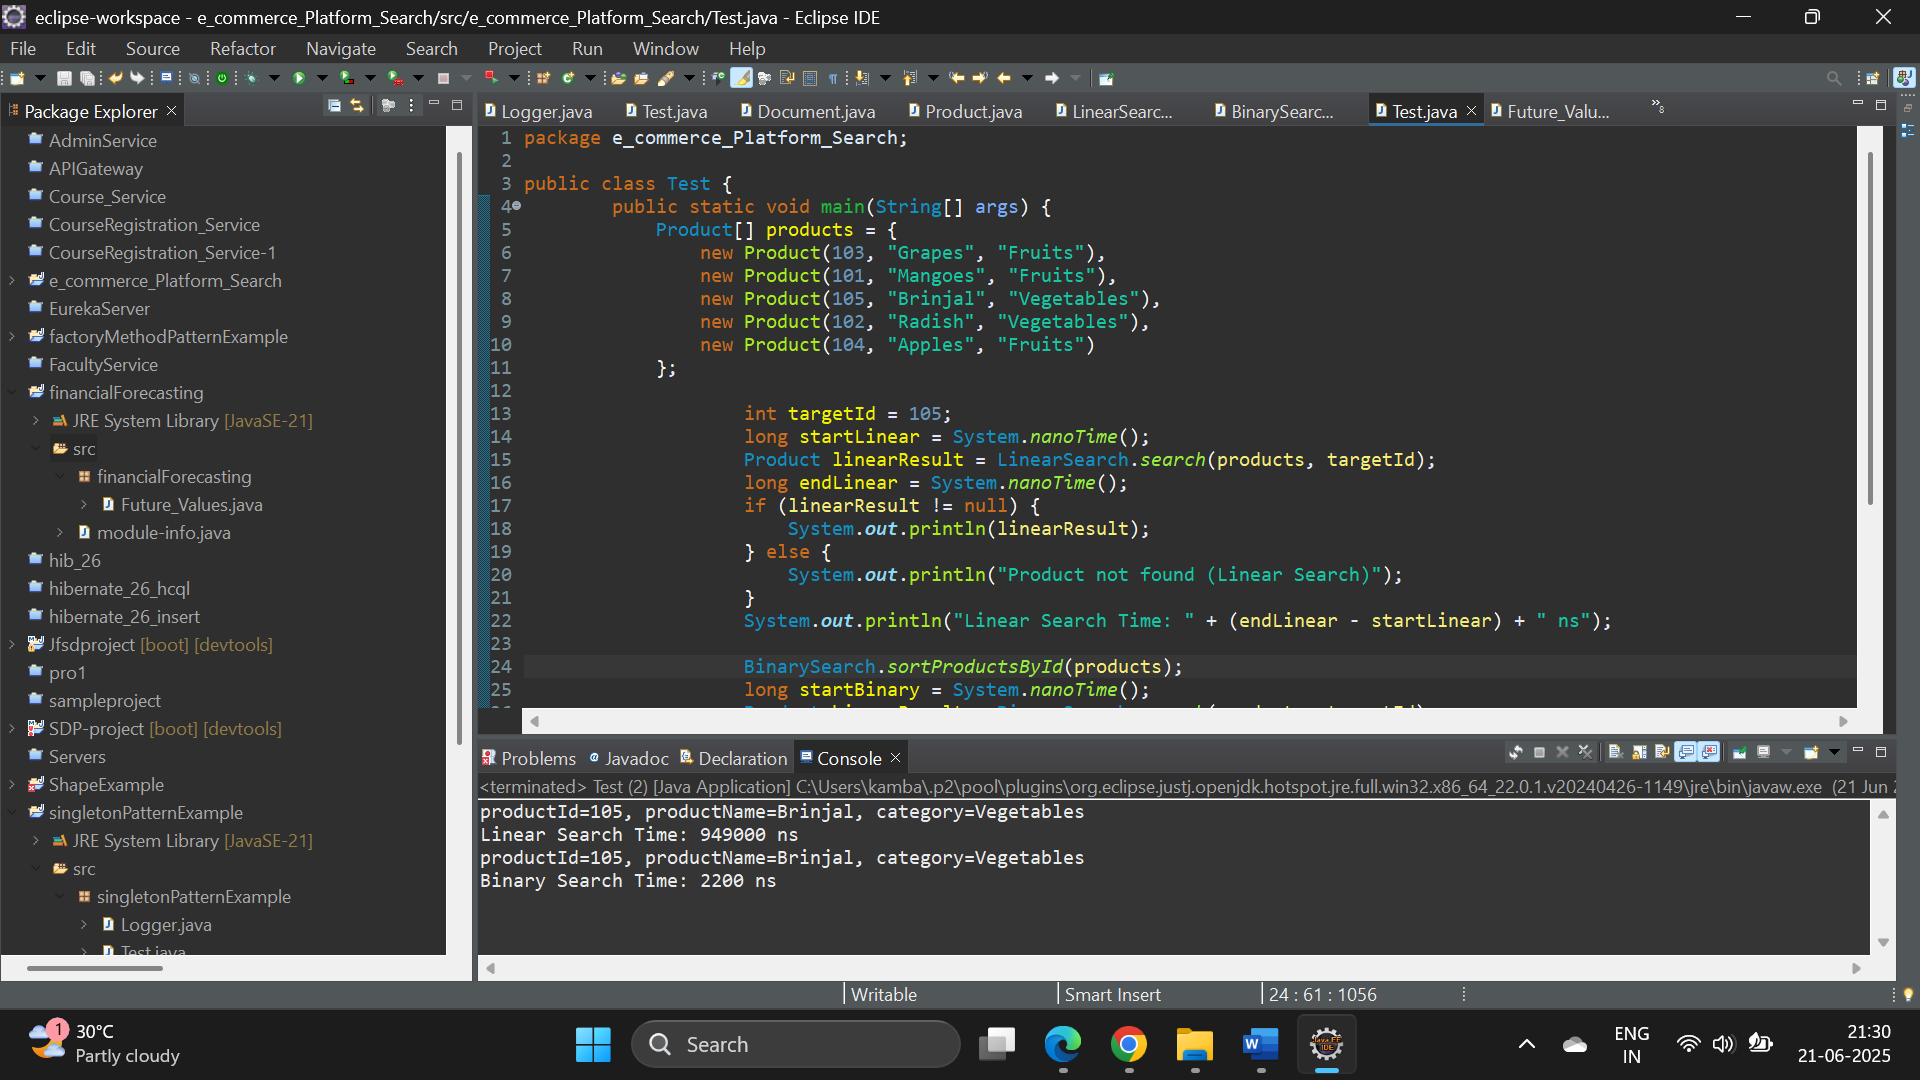 eclipse-workspace - e_commerce_Platform_Search/src/e_commerce_Platform_Search/Test.java - Eclipse IDE
File Edit Source Refactor Navigate Search Project Run Window Help
Package Explorer
AdminService
APIGateway
Course_Service
CourseRegistration_Service
CourseRegistration_Service-1
e_commerce_Platform_Search
EurekaServer
factoryMethodPatternExample
FacultyService
financialForecasting
JRE System Library [JavaSE-21]
src
financialForecasting
Future_Values.java
module-info.java
hib_26
hibernate_26_hcql
hibernate_26_insert
Jfsdproject [boot] [devtools]
pro1
sampleproject
SDP-project [boot] [devtools]
Servers
ShapeExample
singletonPatternExample
JRE System Library [JavaSE-21]
src
singletonPatternExample
Logger.java
Test.java
Logger.java Test.java Document.java Product.java LinearSearc... BinarySearc... Test.java Future_Valu... »8
1 package e_commerce_Platform_Search;
2
3 public class Test {
4 public static void main(String[] args) {
5 Product[] products = {
6 new Product(103, "Grapes", "Fruits"),
7 new Product(101, "Mangoes", "Fruits"),
8 new Product(105, "Brinjal", "Vegetables"),
9 new Product(102, "Radish", "Vegetables"),
10 new Product(104, "Apples", "Fruits")
11 };
12
13 int targetId = 105;
14 long startLinear = System.nanoTime();
15 Product linearResult = LinearSearch.search(products, targetId);
16 long endLinear = System.nanoTime();
17 if (linearResult != null) {
18 System.out.println(linearResult);
19 } else {
20 System.out.println("Product not found (Linear Search)");
21 }
22 System.out.println("Linear Search Time: " + (endLinear - startLinear) + " ns");
23
24 BinarySearch.sortProductsById(products);
25 long startBinary = System.nanoTime();
Problems Javadoc Declaration Console
<terminated> Test (2) [Java Application] C:\Users\kamba\.p2\pool\plugins\org.eclipse.justj.openjdk.hotspot.jre.full.win32.x86_64_22.0.1.v20240426-1149\jre\bin\javaw.exe (21 Jun
productId=105, productName=Brinjal, category=Vegetables
Linear Search Time: 949000 ns
productId=105, productName=Brinjal, category=Vegetables
Binary Search Time: 2200 ns
Writable Smart Insert 24 : 61 : 1056
1
30°C
Partly cloudy
Search
ENG
IN
21:30
21-06-2025